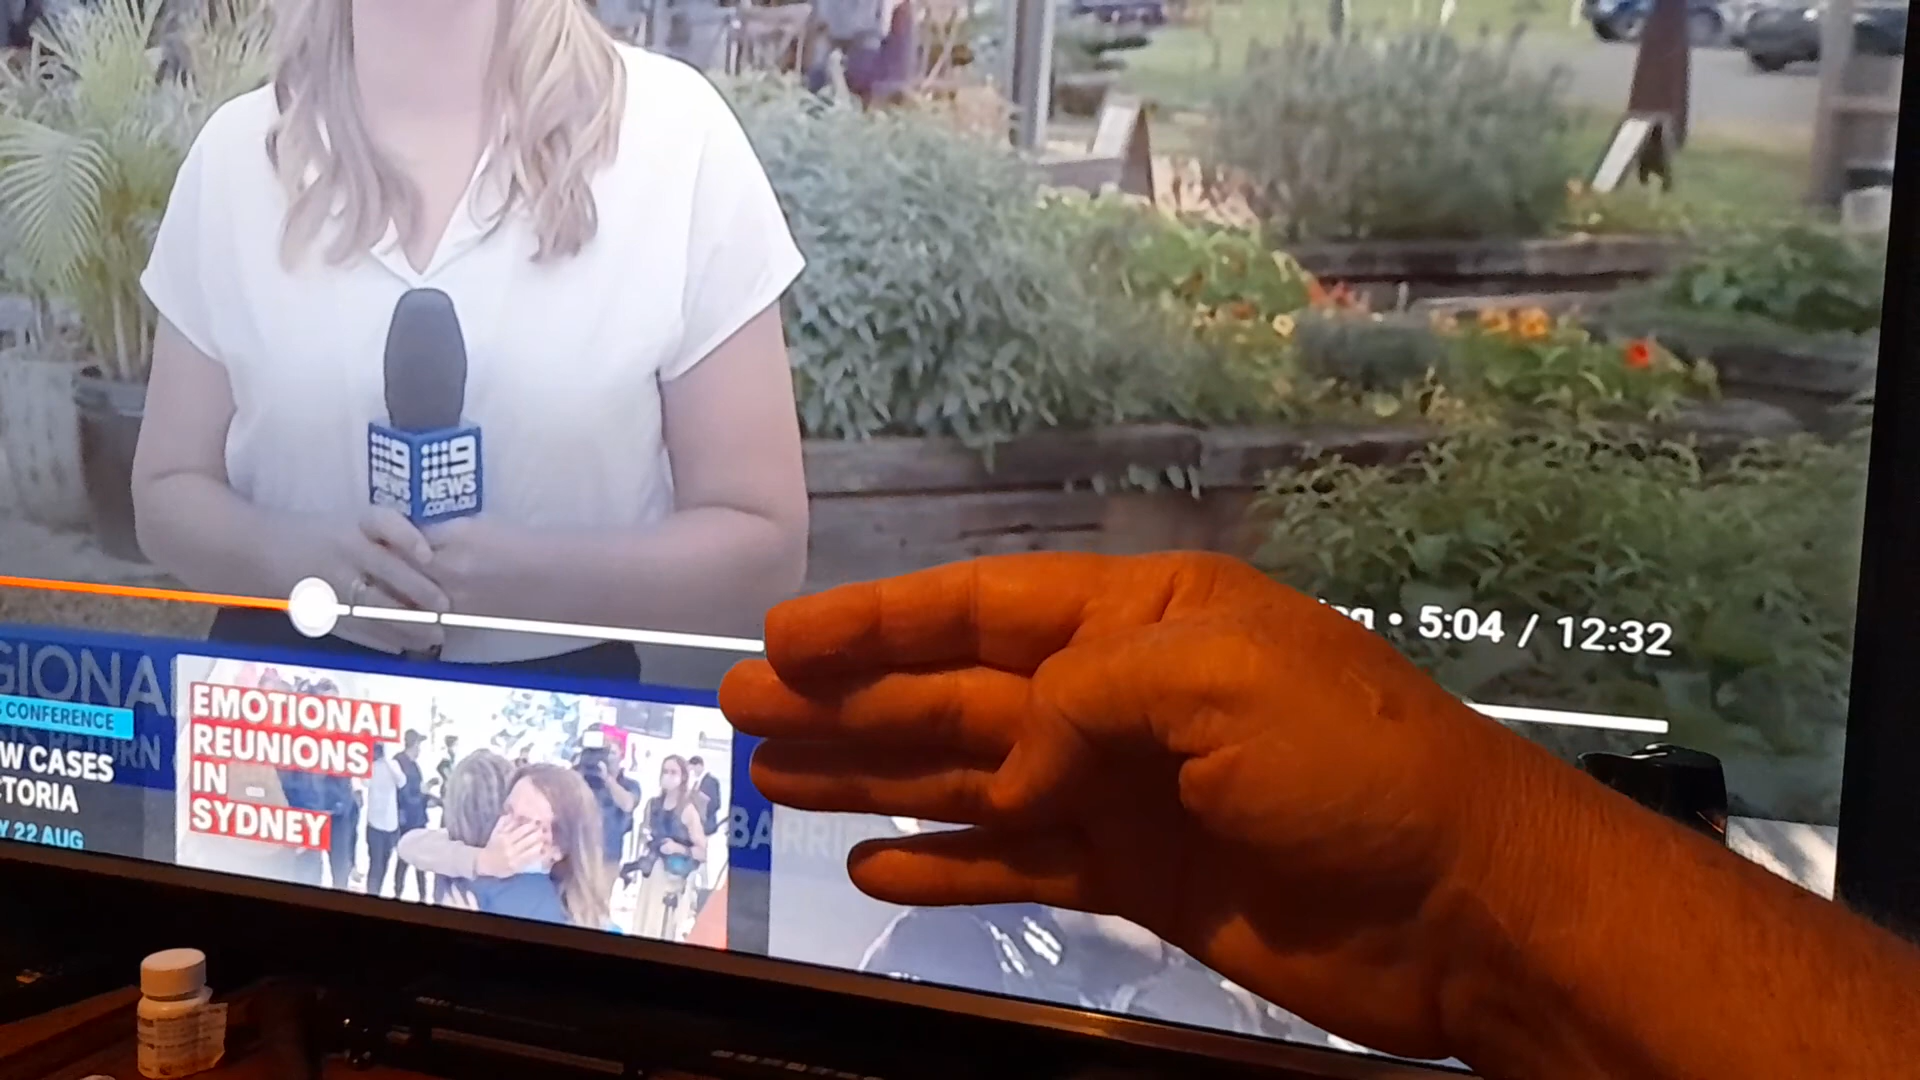 9 9
NEWS NEWS
.com.au
5:04 / 12:32
GIONA
CONFERENCE
W CASES
TORIA
Y 22 AUG
EMOTIONAL
REUNIONS
IN
SYDNEY
BARRI